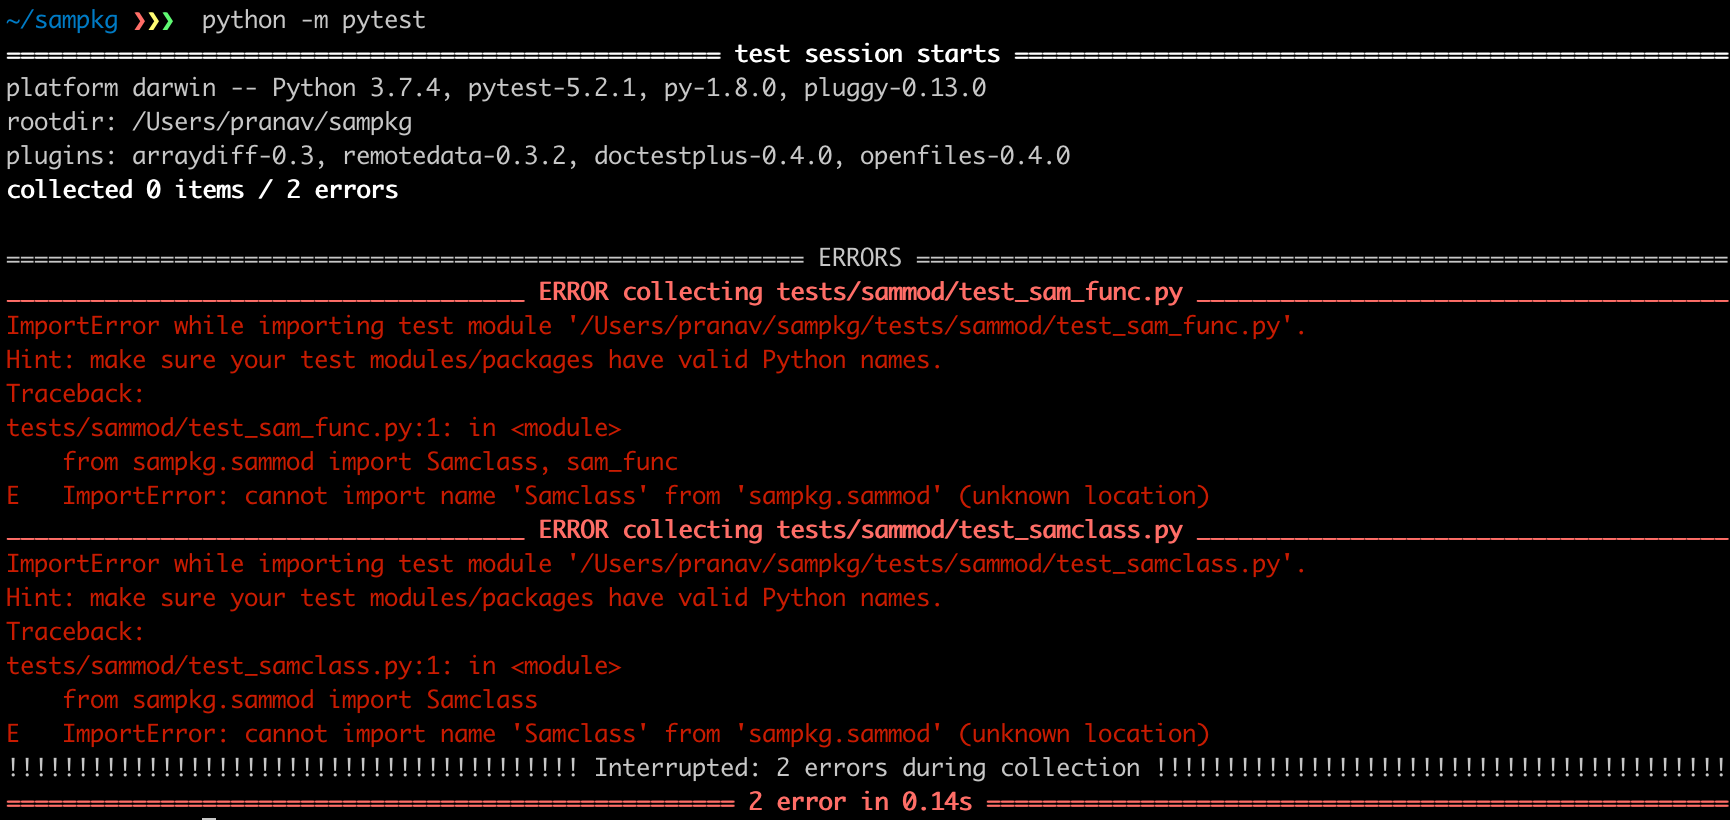 ~/sampkg ❯❯❯ python -m pytest
=================================================== test session starts ===================================================
platform darwin -- Python 3.7.4, pytest-5.2.1, py-1.8.0, pluggy-0.13.0
rootdir: /Users/pranav/sampkg
plugins: arraydiff-0.3, remotedata-0.3.2, doctestplus-0.4.0, openfiles-0.4.0
collected 0 items / 2 errors
========================================================= ERRORS ==========================================================
_____________________________________ ERROR collecting tests/sammod/test_sam_func.py ______________________________________
ImportError while importing test module '/Users/pranav/sampkg/tests/sammod/test_sam_func.py'.
Hint: make sure your test modules/packages have valid Python names.
Traceback:
tests/sammod/test_sam_func.py:1: in <module>
    from sampkg.sammod import Samclass, sam_func
E   ImportError: cannot import name 'Samclass' from 'sampkg.sammod' (unknown location)
_____________________________________ ERROR collecting tests/sammod/test_samclass.py ______________________________________
ImportError while importing test module '/Users/pranav/sampkg/tests/sammod/test_samclass.py'.
Hint: make sure your test modules/packages have valid Python names.
Traceback:
tests/sammod/test_samclass.py:1: in <module>
    from sampkg.sammod import Samclass
E   ImportError: cannot import name 'Samclass' from 'sampkg.sammod' (unknown location)
!!!!!!!!!!!!!!!!!!!!!!!!!!!!!!!!!!!!!!!!! Interrupted: 2 errors during collection !!!!!!!!!!!!!!!!!!!!!!!!!!!!!!!!!!!!!!!!!
==================================================== 2 error in 0.14s =====================================================